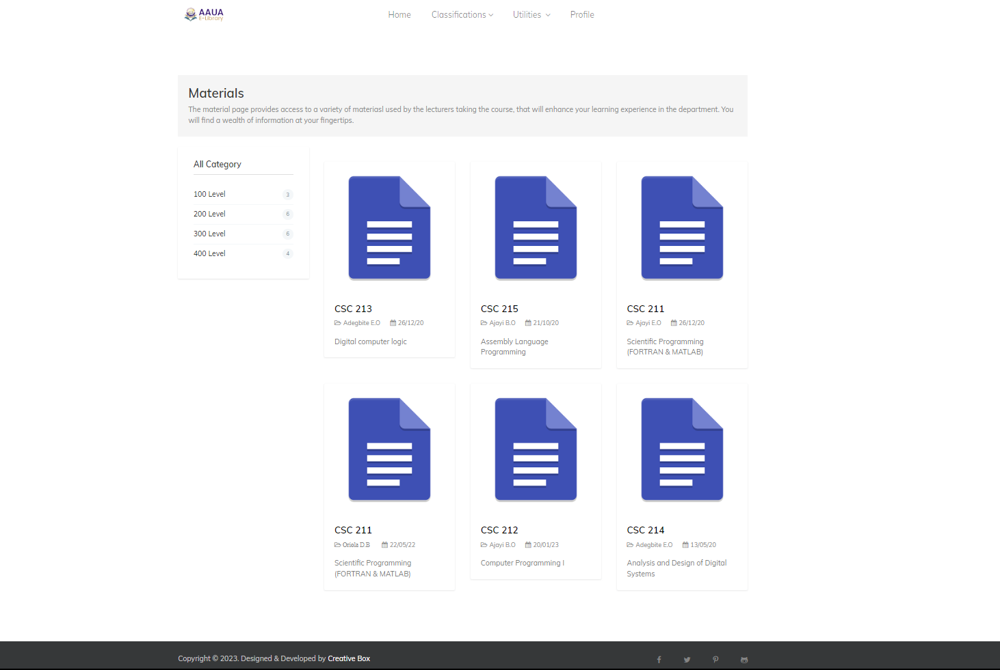 AAUA
E-Library
Home Classifications Utilities Profile
Materials
The material page provides access to a variety of materiasl used by the lecturers taking the course, that will enhance your learning experience in the department. You
will find a wealth of information at your fingertips.
All Category
100 Level 3
200 Level 6
300 Level 6
400 Level 4
CSC 213
Adegbite E.O 26/12/20
Digital computer logic
CSC 215
Ajayi B.O 21/10/20
Assembly Language
Programming
CSC 211
Ajayi E.O 26/12/20
Scientific Programming
(FORTRAN & MATLAB)
CSC 211
Oriola D.B 22/05/22
Scientific Programming
(FORTRAN & MATLAB)
CSC 212
Ajayi B.O 20/01/23
Computer Programming I
CSC 214
Adegbite E.O 13/05/20
Analysis and Design of Digital
Systems
Copyright © 2023. Designed & Developed by Creative Box